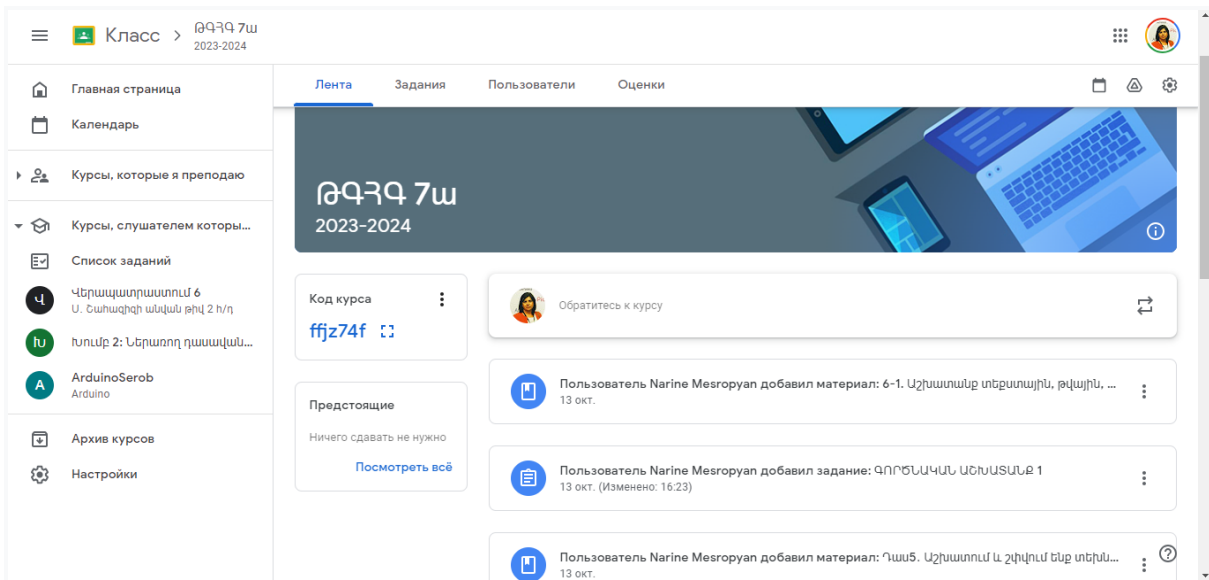 Класс > ԹԳՀԳ 7ш
2023-2024
Главная страница
Календарь
Курсы, которые я преподаю
Курсы, слушателем которы...
Список заданий
Վ
Վերապատրաստում 6
Ս. Շահազիզի անվան թիվ 2 հ/դ
Խ
Խումբ 2: Ներառող դասավան...
A
ArduinoSerob
Arduino
Архив курсов
Настройки
Лента Задания Пользователи Оценки
ԹԳՀԳ 7ш
2023-2024
Код курса
ffjz74f
Предстоящие
Ничего сдавать не нужно
Посмотреть всё
Обратитесь к курсу
Пользователь Narine Mesropyan добавил материал: 6-1. Աշխատանք տեքստային, թվային, ...
13 окт.
Пользователь Narine Mesropyan добавил задание: ԳՈՐԾՆԱԿԱՆ ԱՇԽԱՏԱՆՔ 1
13 окт. (Изменено: 16:23)
Пользователь Narine Mesropyan добавил материал: Դաս5. Աշխատում և շփվում ենք տեխն...
13 окт.